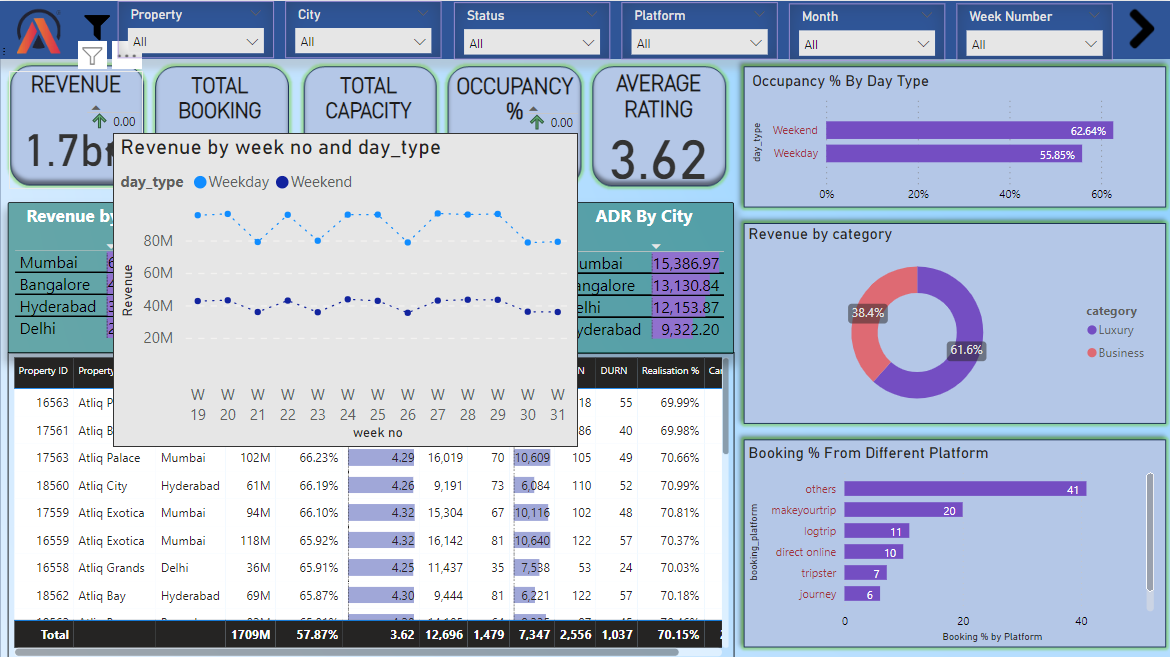 Property
All
City
All
Status
All
Platform
All
Month
All
Week Number
All
REVENUE
0.00
1.7
TOTAL
BOOKING
TOTAL
CAPACITY
OCCUPANCY
%
0.00
AVERAGE
RATING
3.62
Revenue by week no and day_type
day_type Weekday Weekend
80M
60M
40M
20M
Revenue
W 19 W 20 W 21 W 22 W 23 W 24 W 25 W 26 W 27 W 28 W 29 W 30 W 31
week no
Revenue by
Mumbai
Bangalore
Hyderabad
Delhi
ADR By City
15,386.97
13,130.84
12,153.87
9,322.20
Property ID DURN Realisation %
16563 Atliq 18 55 69.99%
17561 Atliq 86 40 69.98%
17563 Atliq Palace Mumbai 102M 66.23% 4.29 16,019 70 10,609 105 49 70.66%
18560 Atliq City Hyderabad 61M 66.19% 4.26 9,191 73 6,084 110 52 70.99%
17559 Atliq Exotica Mumbai 94M 66.10% 4.32 15,304 67 10,116 102 48 70.81%
16559 Atliq Exotica Mumbai 118M 65.92% 4.32 16,142 81 10,640 122 57 70.37%
16558 Atliq Grands Delhi 36M 65.91% 4.25 11,437 35 7,538 53 24 70.03%
18562 Atliq Bay Hyderabad 69M 65.87% 4.30 9,444 81 6,221 122 57 70.18%
Total 1709M 57.87% 3.62 12,696 1,479 7,347 2,556 1,037 70.15%
Occupancy % By Day Type
day_type
Weekend 62.64%
Weekday 55.85%
0% 20% 40% 60%
Revenue by category
38.4%
61.6%
category
Luxury
Business
Booking % From Different Platform
booking_platform
others 41
makeyourtrip 20
logtrip 11
direct online 10
tripster 7
journey 6
0 20 40
Booking % by Platform